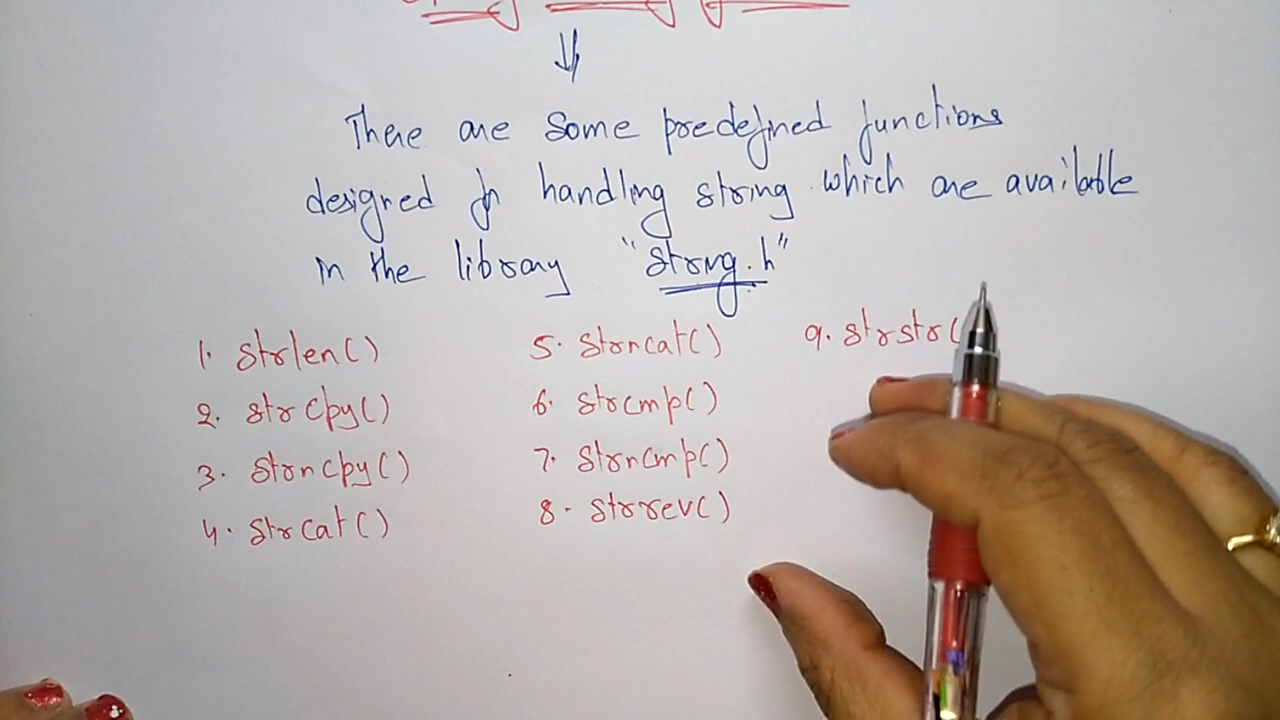 There are some predefined functions
designed for handling string which are available
in the library "string.h"
1. strlen()
2. strcpy()
3. strncpy()
4. strcat()
5. strncat()
6. strcmp()
7. strncmp()
8. strrev()
9. strstr(